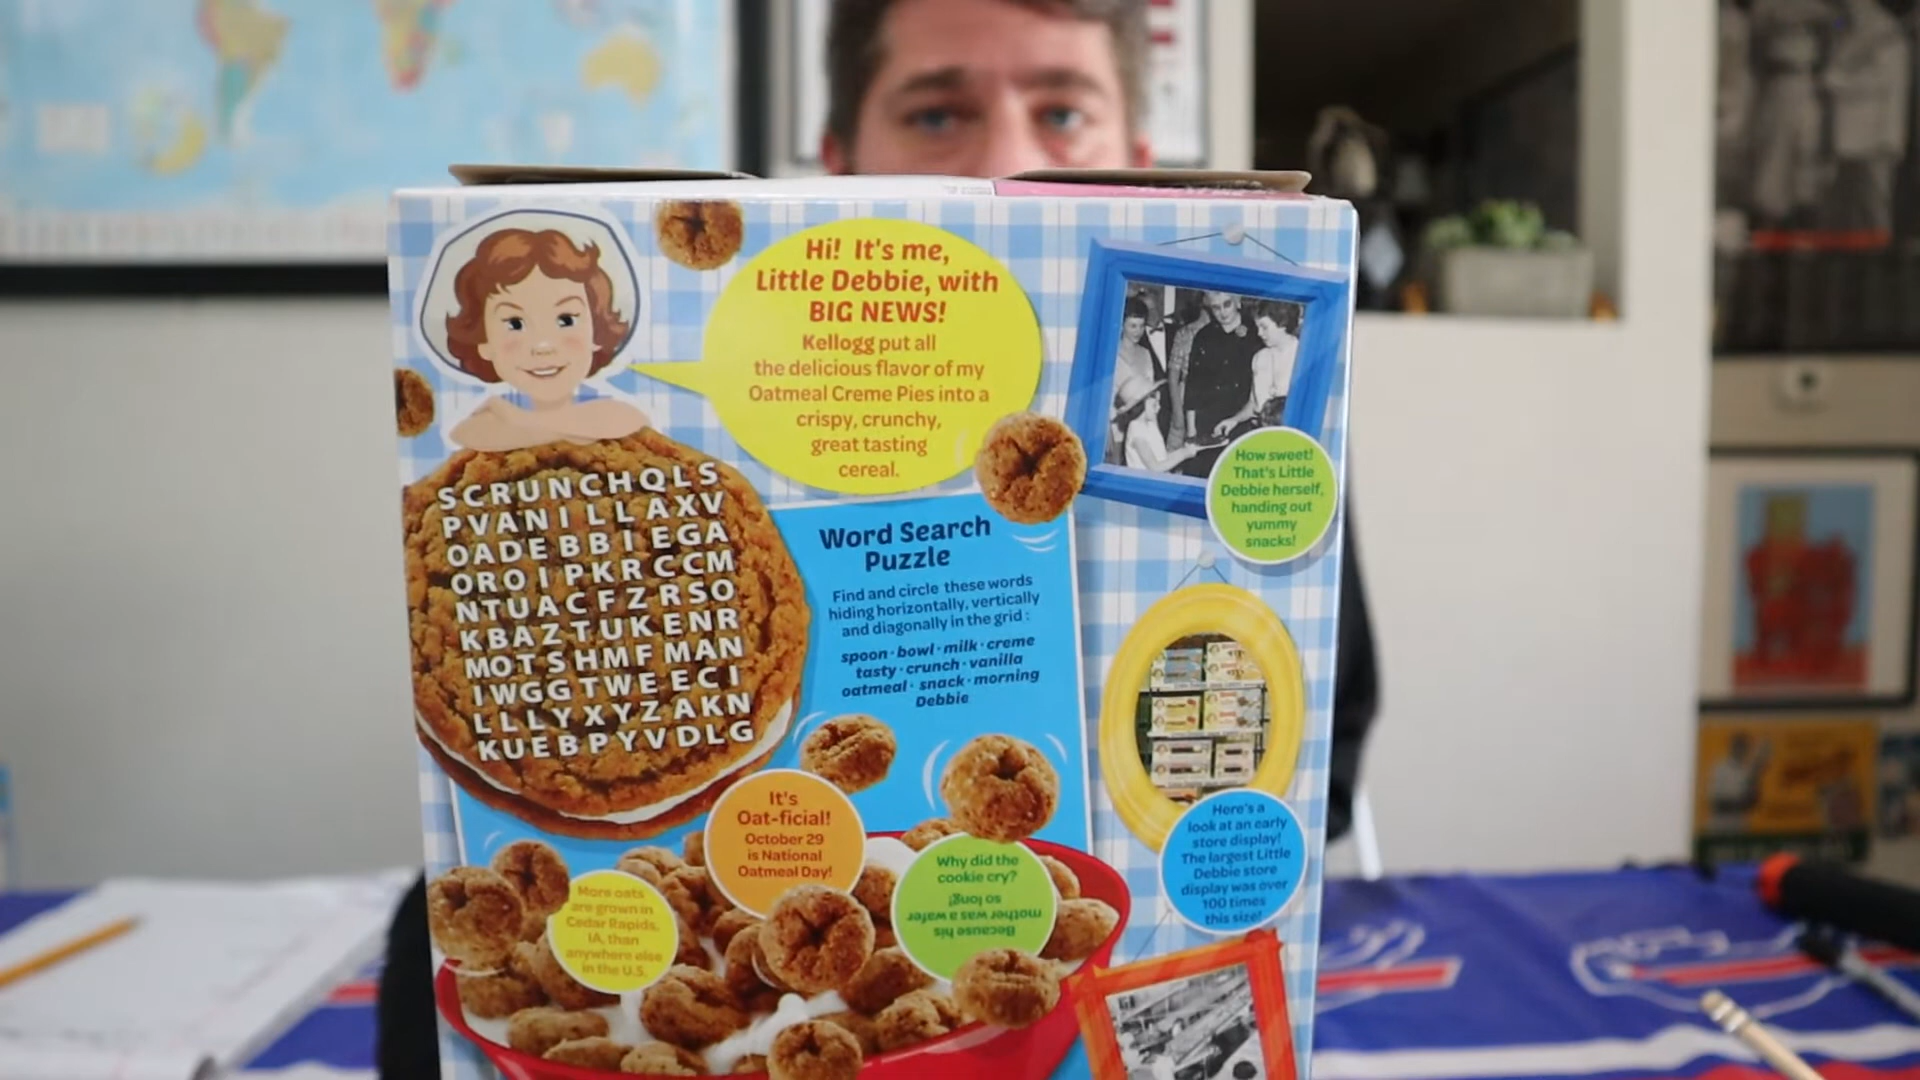 Hi! It's me,
Little Debbie, with
BIG NEWS!
Kellogg put all
the delicious flavor of my
Oatmeal Creme Pies into a
crispy, crunchy,
great tasting
cereal.
How sweet!
That's Little
Debbie herself,
handing out
yummy
snacks!
SCRUNCHQLS
PVANILLAXV
OADEBBIEGA
OROIPKRCCM
NTUACFZRSO
KBAZTUKENR
MOTSHMFMAN
IWGGTWEECI
LLLYXYZAKN
KUEBPYVDLG
Word Search
Puzzle
Find and circle these words
hiding horizontally, vertically
and diagonally in the grid :
spoon · bowl · milk · creme
tasty · crunch · vanilla
oatmeal · snack · morning
Debbie
It's
Oat-ficial!
October 29
is National
Oatmeal Day!
Why did the
cookie cry?
Because his
mother was a wafer
so long!
More oats
are grown in
Cedar Rapids,
IA, than
anywhere else
in the U.S.
Here's a
look at an early
store display!
The largest Little
Debbie store
display was over
100 times
this size!